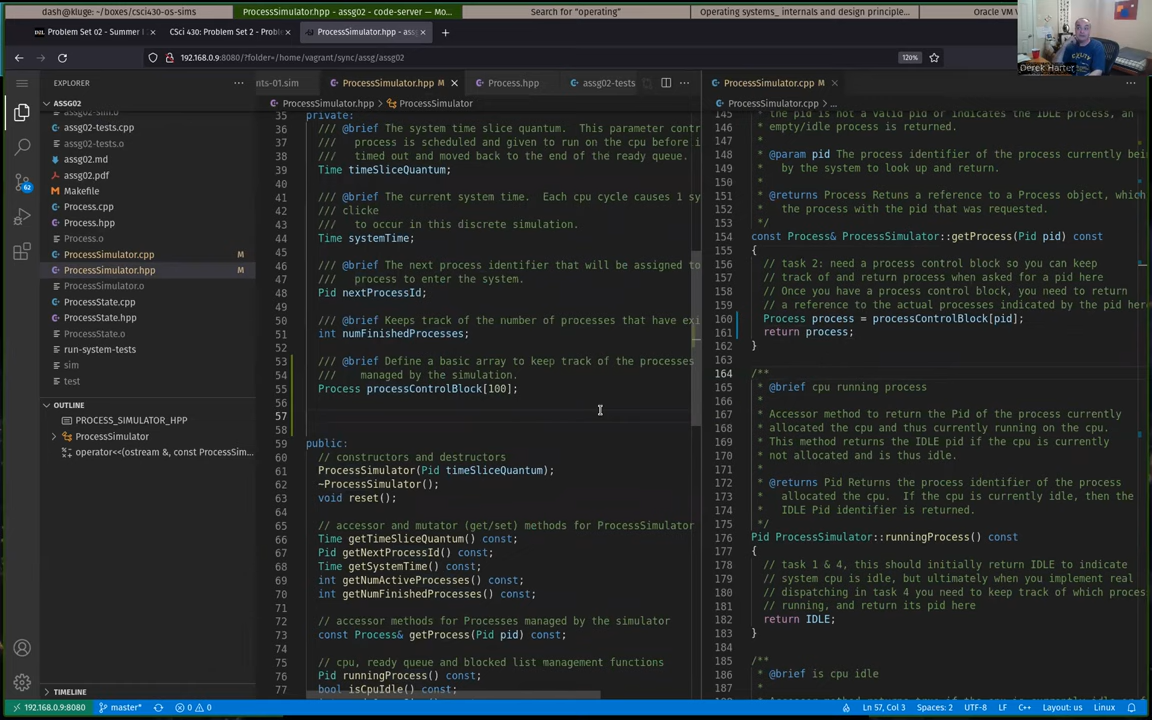 dash@kluge: ~/boxes/csci430-os-sims
ProcessSimulator.hpp - assg02 - code-server
Search for "operating"
Operating systems_ internals and design principle...
Oracle VM V
Problem Set 02 - Summer
CSci 430: Problem Set 2 - Proble
ProcessSimulator.hpp - assg
192.168.0.9:8080/?folder=/home/vagrant/sync/assg/assg02
120%
Derek Harter
EXPLORER
ASSG02
assg02-sim.o
assg02-tests.cpp
assg02-tests.o
assg02.md
assg02.pdf
Makefile
Process.cpp
Process.hpp
Process.o
ProcessSimulator.cpp M
ProcessSimulator.hpp M
ProcessSimulator.o
ProcessState.cpp
ProcessState.hpp
ProcessState.o
run-system-tests
sim
test
OUTLINE
PROCESS_SIMULATOR_HPP
ProcessSimulator
operator<<(ostream &, const ProcessSim...
TIMELINE
62
nts-01.sim
ProcessSimulator.hpp M
Process.hpp
assg02-tests
ProcessSimulator.hpp > ProcessSimulator
35 private:
36 /// @brief The system time slice quantum. This parameter contr
37 /// process is scheduled and given to run on the cpu before i
38 /// timed out and moved back to the end of the ready queue.
39 Time timeSliceQuantum;
40
41 /// @brief The current system time. Each cpu cycle causes 1 sy
42 /// clicke
43 /// to occur in this discrete simulation.
44 Time systemTime;
45
46 /// @brief The next process identifier that will be assigned to
47 /// process to enter the system.
48 Pid nextProcessId;
49
50 /// @brief Keeps track of the number of processes that have exi
51 int numFinishedProcesses;
52
53 /// @brief Define a basic array to keep track of the processes
54 /// managed by the simulation.
55 Process processControlBlock[100];
56
57
58
59 public:
60 // constructors and destructors
61 ProcessSimulator(Pid timeSliceQuantum);
62 ~ProcessSimulator();
63 void reset();
64
65 // accessor and mutator (get/set) methods for ProcessSimulator
66 Time getTimeSliceQuantum() const;
67 Pid getNextProcessId() const;
68 Time getSystemTime() const;
69 int getNumActiveProcesses() const;
70 int getNumFinishedProcesses() const;
71
72 // accessor methods for Processes managed by the simulator
73 const Process& getProcess(Pid pid) const;
74
75 // cpu, ready queue and blocked list management functions
76 Pid runningProcess() const;
77 bool isCpuIdle() const;
ProcessSimulator.cpp M
ProcessSimulator.cpp > ...
145 * the pid is not a valid pid or indicates the IDLE process, an
146 * empty/idle process is returned.
147 *
148 * @param pid The process identifier of the process currently bei
149 * by the system to look up and return.
150 *
151 * @returns Process Retuns a reference to a Process object, which
152 * the process with the pid that was requested.
153 */
154 const Process& ProcessSimulator::getProcess(Pid pid) const
155 {
156 // task 2: need a process control block so you can keep
157 // track of and return process when asked for a pid here
158 // Once you have a process control block, you need to return
159 // a reference to the actual processes indicated by the pid here
160 Process process = processControlBlock[pid];
161 return process;
162 }
163
164 /**
165 * @brief cpu running process
166 *
167 * Accessor method to return the Pid of the process currently
168 * allocated the cpu and thus currently running on the cpu.
169 * This method returns the IDLE pid if the cpu is currently
170 * not allocated and is thus idle.
171 *
172 * @returns Pid Returns the process identifier of the process
173 * allocated the cpu. If the cpu is currently idle, then the
174 * IDLE Pid identifier is returned.
175 */
176 Pid ProcessSimulator::runningProcess() const
177 {
178 // task 1 & 4, this should initially return IDLE to indicate
179 // system cpu is idle, but ultimately when you implement real
180 // dispatching in task 4 you need to keep track of which proces
181 // running, and return its pid here
182 return IDLE;
183 }
184
185 /**
186 * @brief is cpu idle
187 *
192.168.0.9:8080
master*
0 0
Ln 57, Col 3
Spaces: 2
UTF-8
LF
C++
Layout: us
Linux